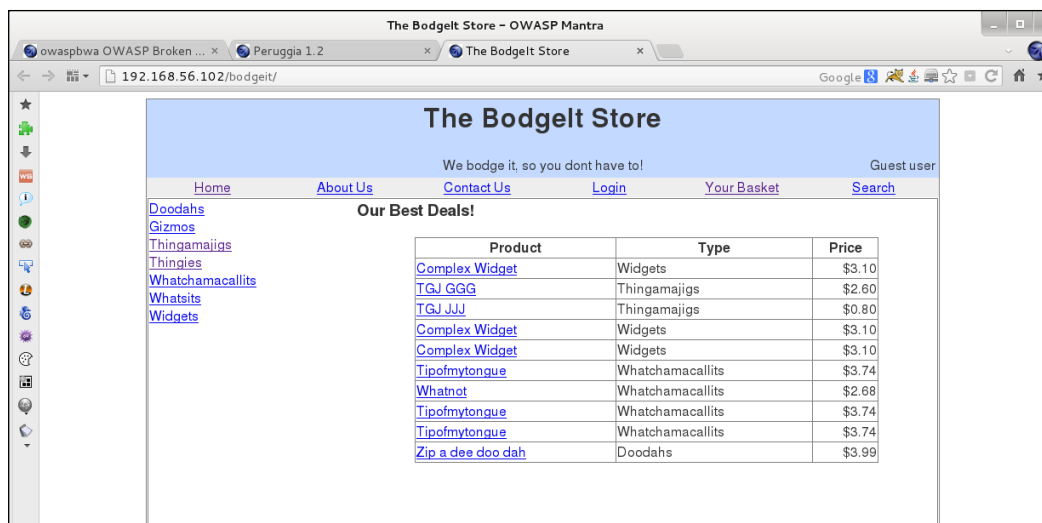 The BodgeIt Store - OWASP Mantra
owaspbwa OWASP Broken ... × Peruggia 1.2 × The BodgeIt Store ×
192.168.56.102/bodgeit/ Google 8
WS
The BodgeIt Store
We bodge it, so you dont have to! Guest user
Home About Us Contact Us Login Your Basket Search
Doodahs
Gizmos
Thingamajigs
Thingies
Whatchamacallits
Whatsits
Widgets
Our Best Deals!
Product Type Price
Complex Widget Widgets $3.10
TGJ GGG Thingamajigs $2.60
TGJ JJJ Thingamajigs $0.80
Complex Widget Widgets $3.10
Complex Widget Widgets $3.10
Tipofmytongue Whatchamacallits $3.74
Whatnot Whatchamacallits $2.68
Tipofmytongue Whatchamacallits $3.74
Tipofmytongue Whatchamacallits $3.74
Zip a dee doo dah Doodahs $3.99